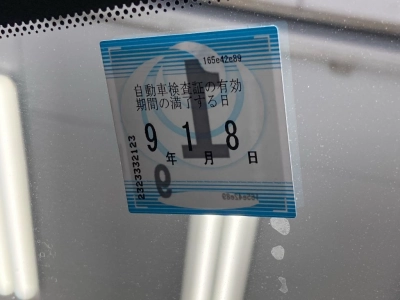 165e42c89
自動車検査証の有効
期間の満了する日
9年1月8日
2323332123